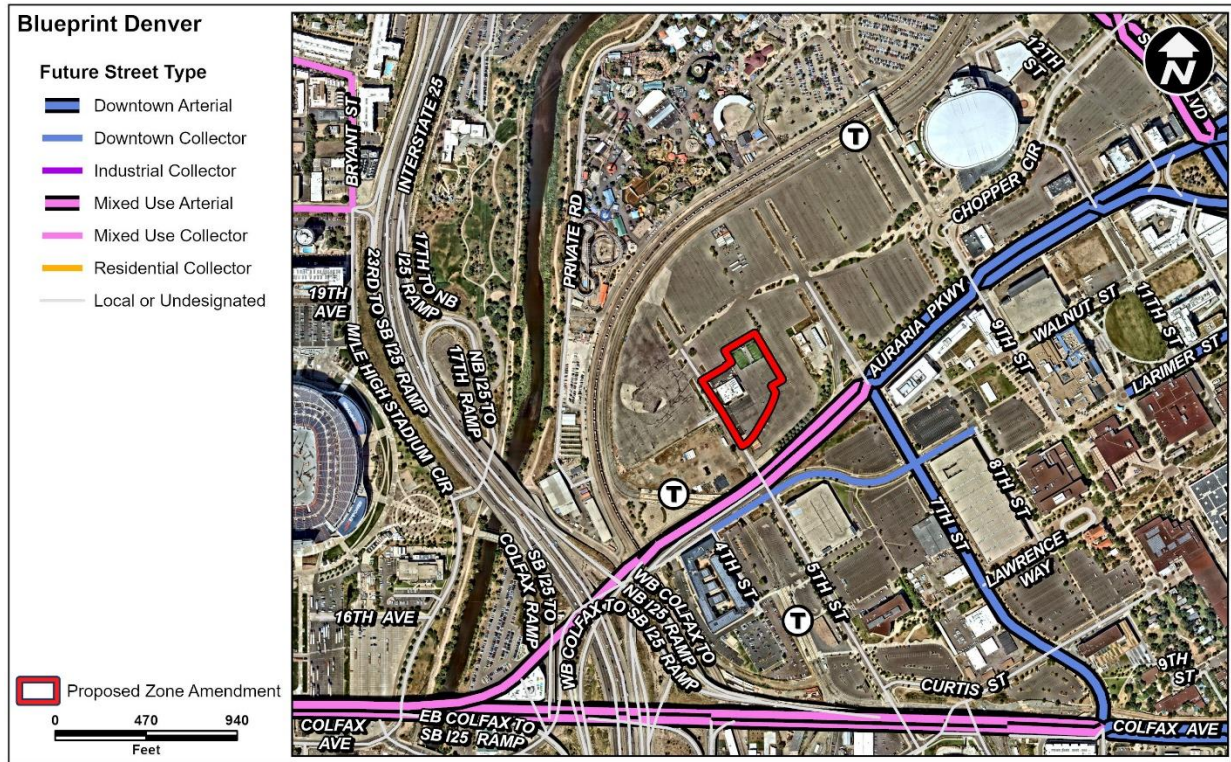 Blueprint Denver
Future Street Type
Downtown Arterial
Downtown Collector
Industrial Collector
Mixed Use Arterial
Mixed Use Collector
Residential Collector
Local or Undesignated
Proposed Zone Amendment
0 470 940
Feet
N
VD
12TH
ST
BRYANT ST
INTERSTATE 25
T
CHOPPER CIR
PRIVATE RD
17TH TO NB
I25 RAMP
23RD TO SB I25 RAMP
19TH
AVE
MILE HIGH STADIUM CIR
NB I25 TO
17TH RAMP
AURARIA PKWY
9TH ST
WALNUT ST
11TH ST
LARIMER ST
T
8TH ST
7TH ST
LAWRENCE
WAY
4TH ST
5TH ST
SB I25 TO
COLFAX RAMP
WB COLFAX TO
NB I25 RAMP
WB COLFAX TO SB I25 RAMP
16TH AVE
T
9TH
ST
CURTIS ST
COLFAX
AVE
EB COLFAX TO
SB I25 RAMP
COLFAX AVE